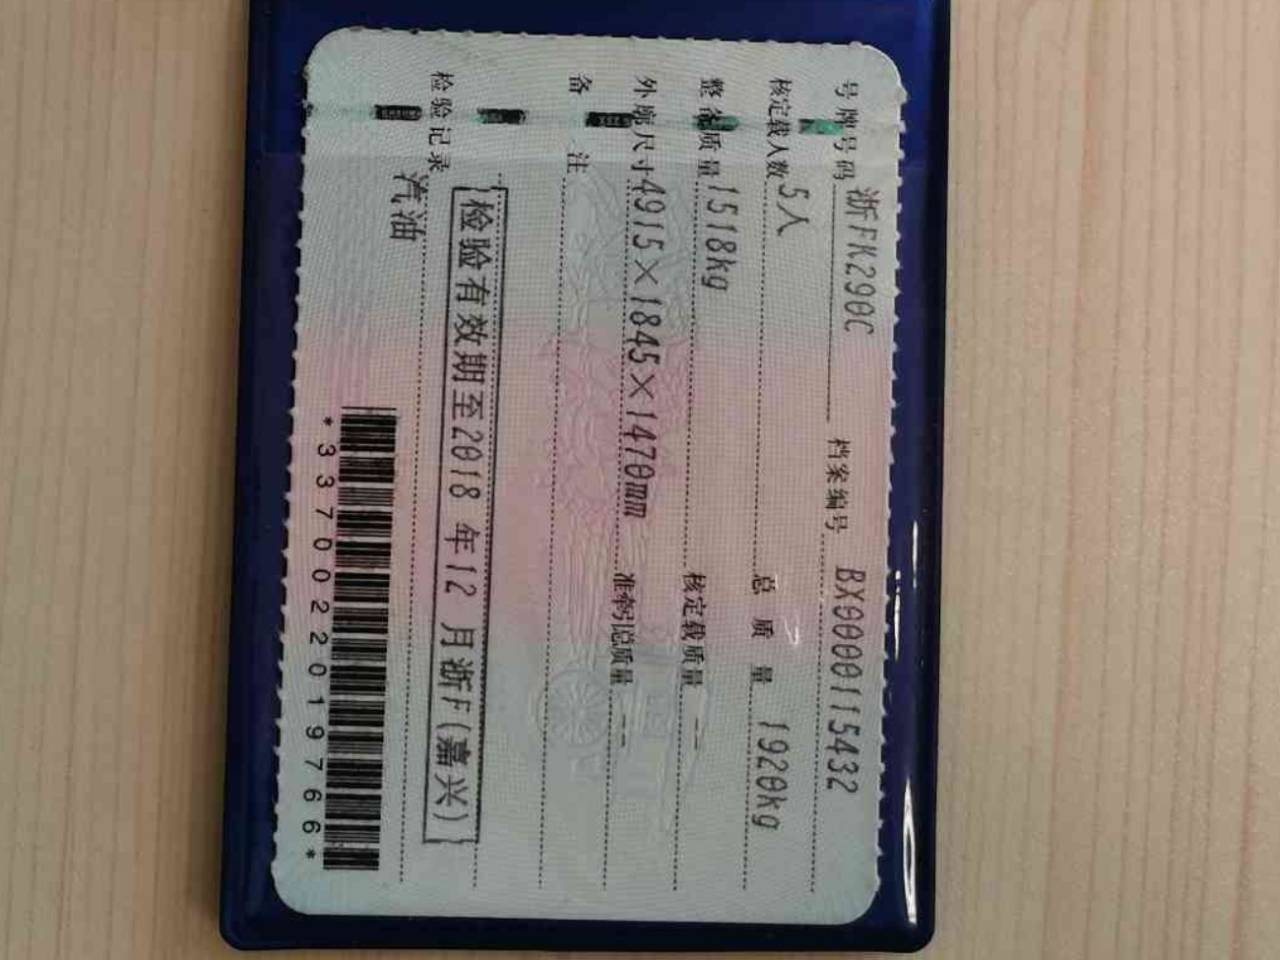 号牌号码 浙FK290C 档案编号 BX0000115432
核定载人数 5人 总质量 1920kg
整备质量 1518kg 核定载质量 --
外廓尺寸 4915×1845×1470mm 准牵引总质量 --
备注
检验有效期至2018年12月浙F(嘉兴)
检验记录
汽油
*3370022019766*